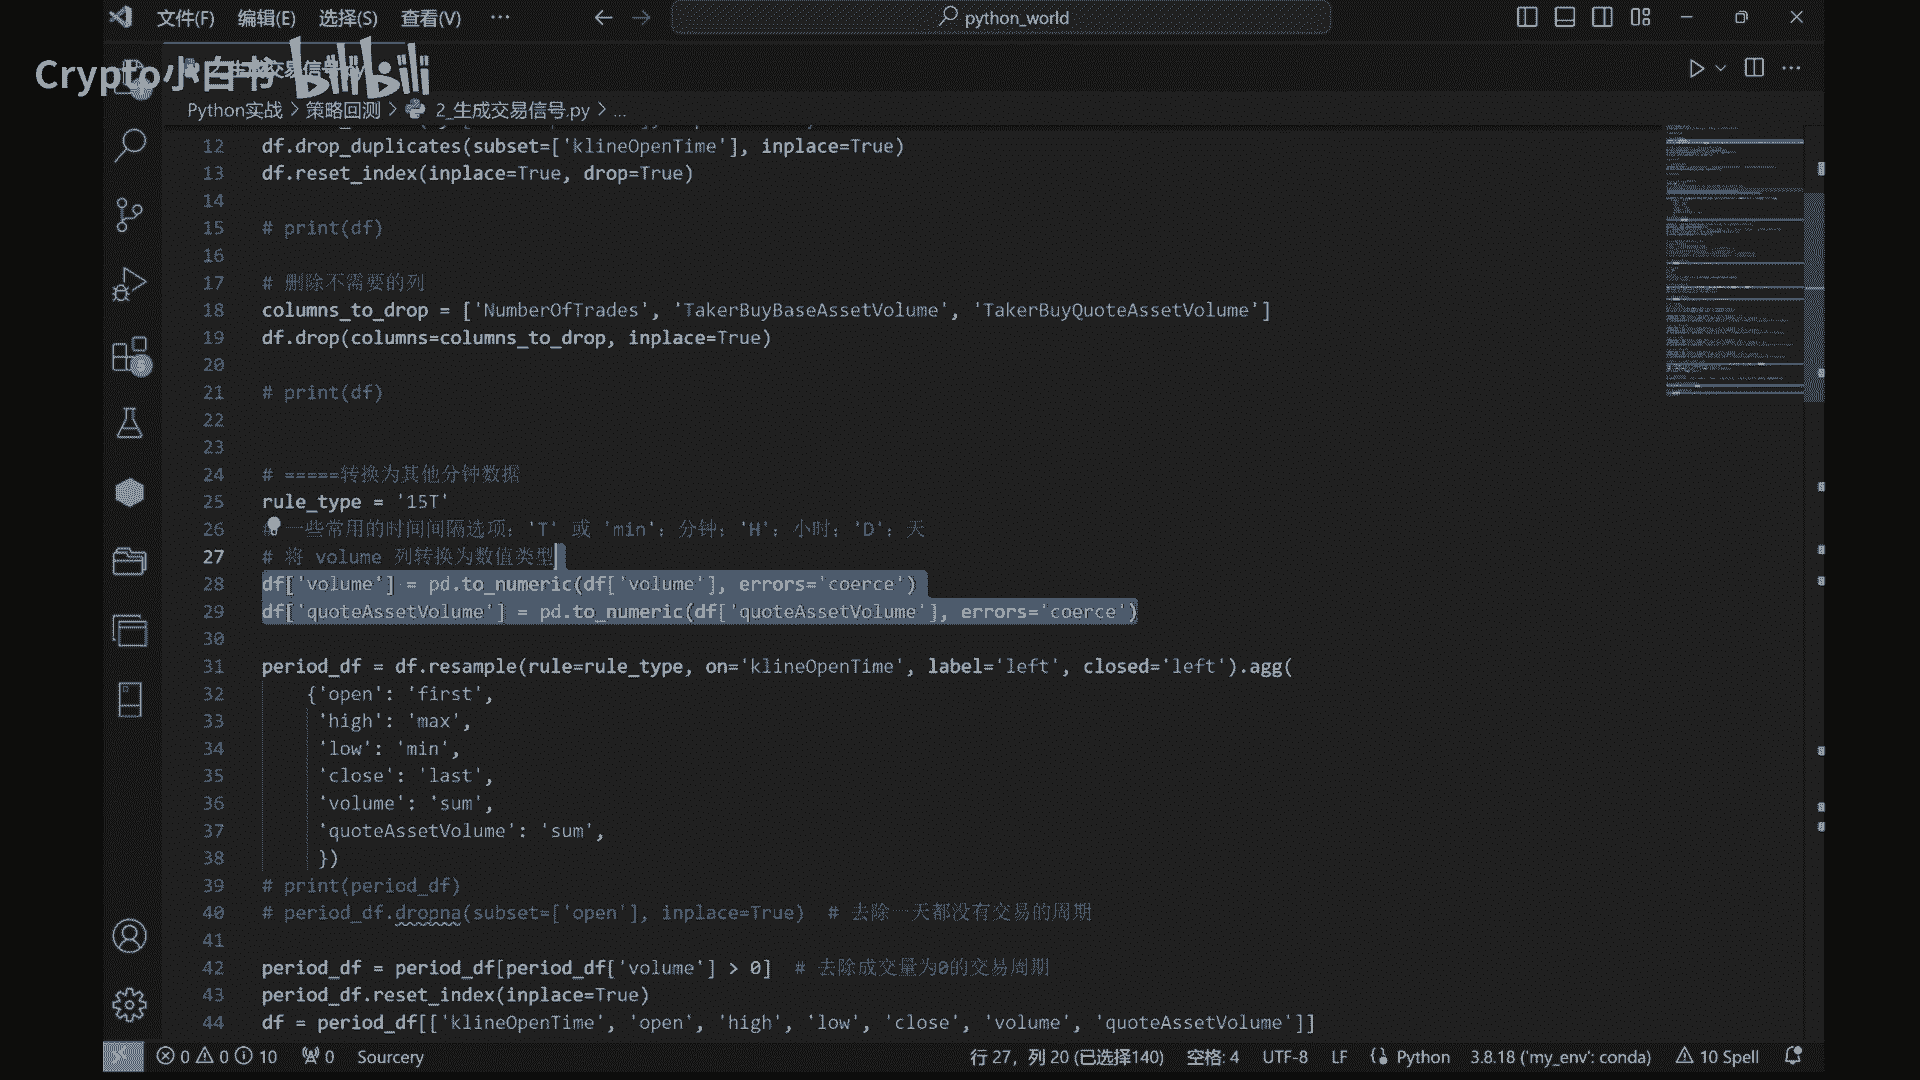 文件(F) 编辑(E) 选择(S) 查看(V) ··· python_world
Crypto小白书 bilibili
Python实战 > 策略回测 > 2_生成交易信号.py > ...
12 df.drop_duplicates(subset=['klineOpenTime'], inplace=True)
13 df.reset_index(inplace=True, drop=True)
14
15 # print(df)
16
17 # 删除不需要的列
18 columns_to_drop = ['NumberOfTrades', 'TakerBuyBaseAssetVolume', 'TakerBuyQuoteAssetVolume']
19 df.drop(columns=columns_to_drop, inplace=True)
20
21 # print(df)
22
23
24 # =====转换为其他分钟数据
25 rule_type = '15T'
26 # 一些常用的时间间隔选项：'T' 或 'min'：分钟；'H'：小时；'D'：天
27 # 将 volume 列转换为数值类型
28 df['volume'] = pd.to_numeric(df['volume'], errors='coerce')
29 df['quoteAssetVolume'] = pd.to_numeric(df['quoteAssetVolume'], errors='coerce')
30
31 period_df = df.resample(rule=rule_type, on='klineOpenTime', label='left', closed='left').agg(
32 {'open': 'first',
33 'high': 'max',
34 'low': 'min',
35 'close': 'last',
36 'volume': 'sum',
37 'quoteAssetVolume': 'sum',
38 })
39 # print(period_df)
40 # period_df.dropna(subset=['open'], inplace=True) # 去除一天都没有交易的周期
41
42 period_df = period_df[period_df['volume'] > 0] # 去除成交量为0的交易周期
43 period_df.reset_index(inplace=True)
44 df = period_df[['klineOpenTime', 'open', 'high', 'low', 'close', 'volume', 'quoteAssetVolume']]
0 0 10 0 Sourcery 行 27，列 20 (已选择140) 空格: 4 UTF-8 LF Python 3.8.18 ('my_env': conda) 10 Spell